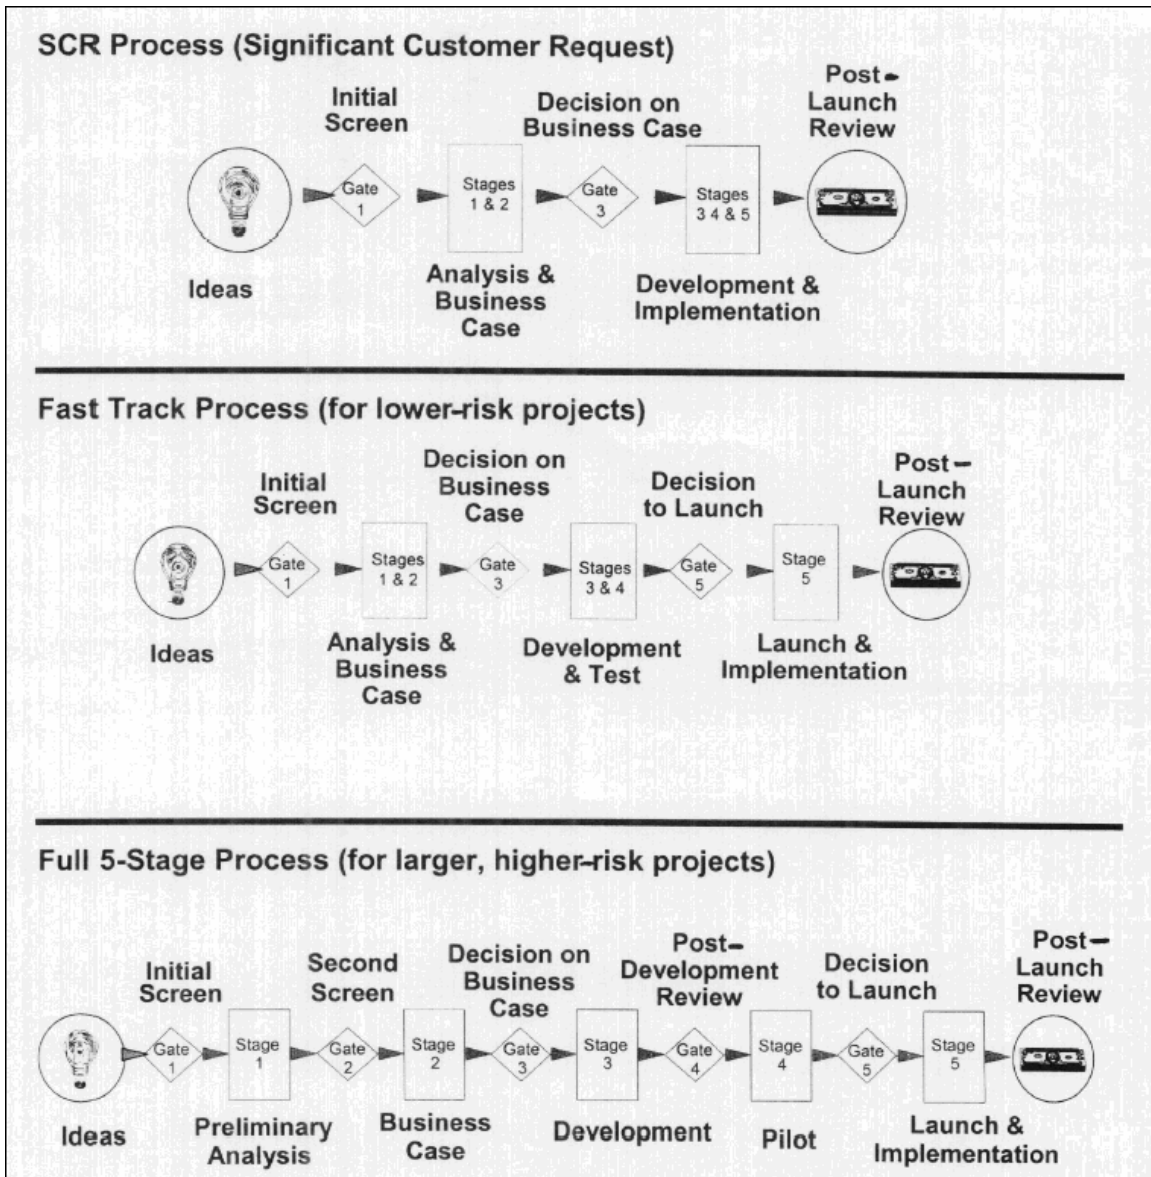 SCR Process (Significant Customer Request)
Initial
Screen
Decision on
Business Case
Post-
Launch
Review
Gate
1
Stages
1 & 2
Gate
3
Stages
3 4 & 5
Ideas
Analysis &
Business
Case
Development &
Implementation
Fast Track Process (for lower-risk projects)
Initial
Screen
Decision on
Business
Case
Decision
to Launch
Post-
Launch
Review
Gate
1
Stages
1 & 2
Gate
3
Stages
3 & 4
Gate
5
Stage
5
Ideas
Analysis &
Business
Case
Development
& Test
Launch &
Implementation
Full 5-Stage Process (for larger, higher-risk projects)
Initial
Screen
Second
Screen
Decision on
Business
Case
Post-
Development
Review
Decision
to Launch
Post-
Launch
Review
Gate
1
Stage
1
Gate
2
Stage
2
Gate
3
Stage
3
Gate
4
Stage
4
Gate
5
Stage
5
Ideas
Preliminary
Analysis
Business
Case
Development
Pilot
Launch &
Implementation